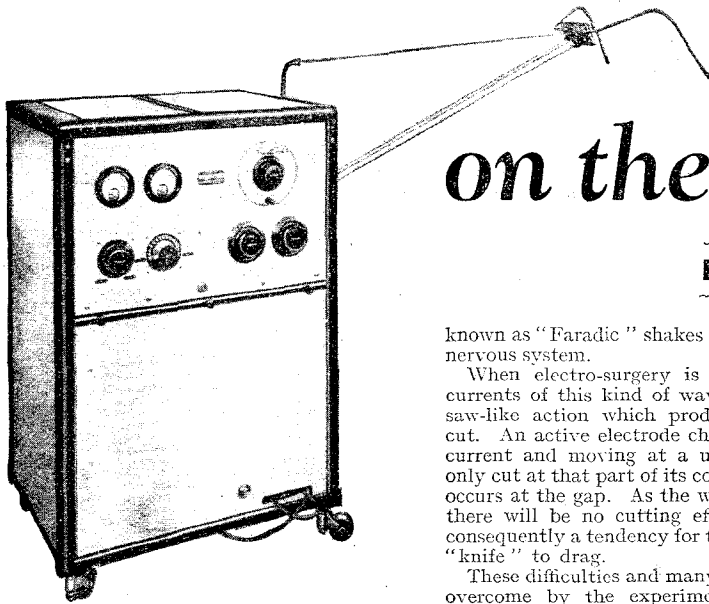 on the
known as “Faradic” shakes
nervous system.
When electro-surgery is
currents of this kind of wav
saw-like action which prod
cut. An active electrode ch
current and moving at a u
only cut at that part of its co
occurs at the gap. As the w
there will be no cutting ef
consequently a tendency for t
“knife” to drag.
These difficulties and many
overcome by the experime